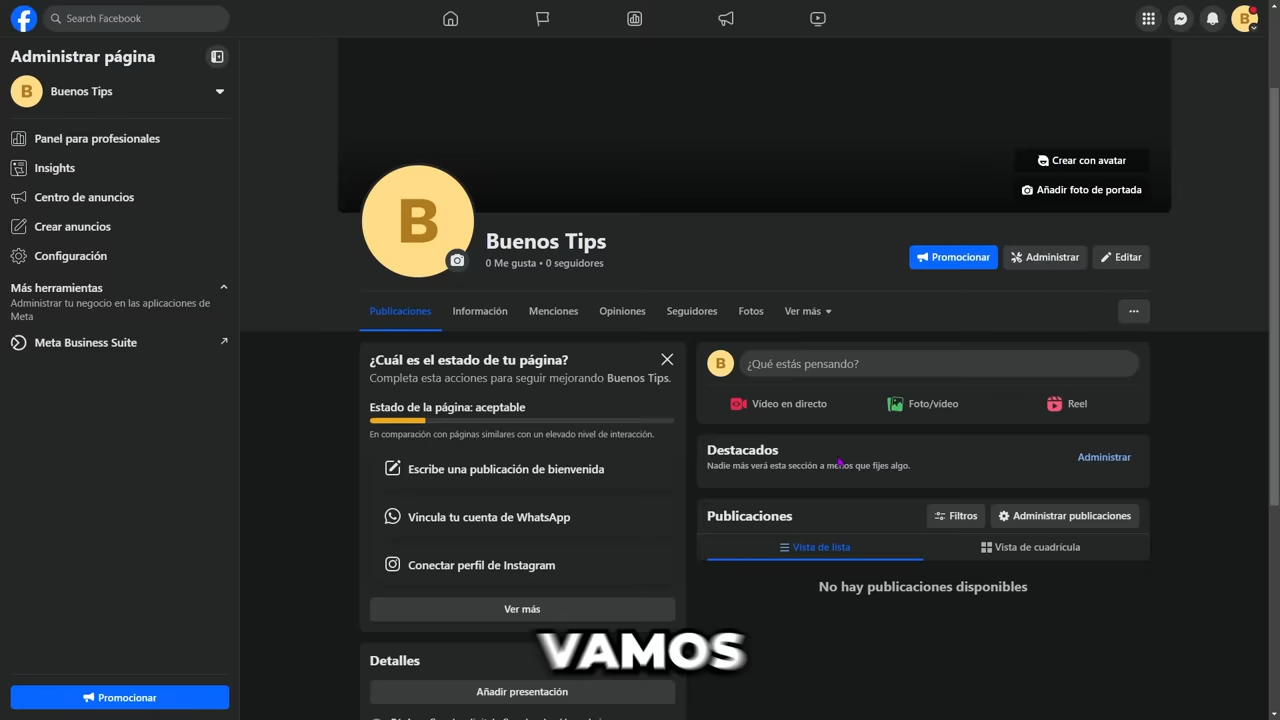 Search Facebook
B
Administrar página
B
Buenos Tips
Panel para profesionales
Insights
Centro de anuncios
Crear anuncios
Configuración
Más herramientas
Administrar tu negocio en las aplicaciones de
Meta
Meta Business Suite
Promocionar
Crear con avatar
Añadir foto de portada
B
Buenos Tips
0 Me gusta • 0 seguidores
Promocionar
Administrar
Editar
Publicaciones
Información
Menciones
Opiniones
Seguidores
Fotos
Ver más
¿Cuál es el estado de tu página?
Completa esta acciones para seguir mejorando Buenos Tips.
Estado de la página: aceptable
En comparación con páginas similares con un elevado nivel de interacción.
Escribe una publicación de bienvenida
Vincula tu cuenta de WhatsApp
Conectar perfil de Instagram
Ver más
Detalles
Añadir presentación
B
¿Qué estás pensando?
Vídeo en directo
Foto/vídeo
Reel
Destacados
Nadie más verá esta sección a menos que fijes algo.
Administrar
Publicaciones
Filtros
Administrar publicaciones
Vista de lista
Vista de cuadrícula
No hay publicaciones disponibles
VAMOS